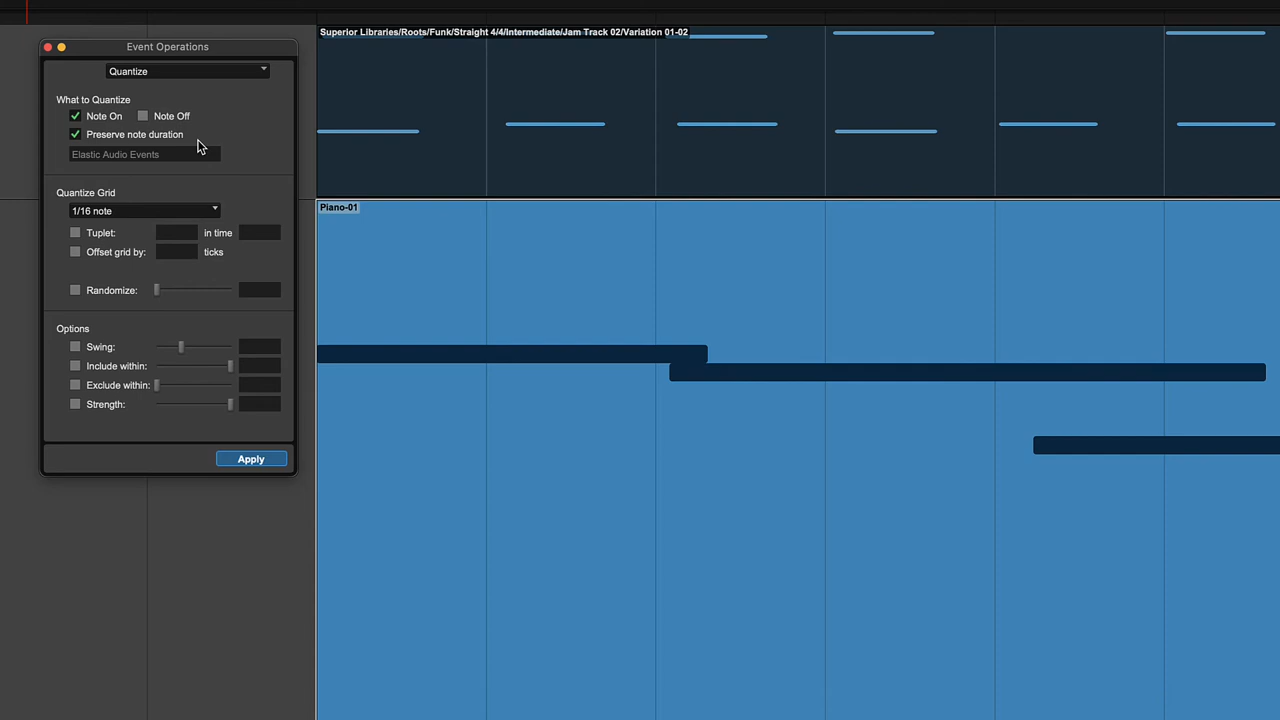 Event Operations
Quantize
What to Quantize
Note On Note Off
Preserve note duration
Elastic Audio Events
Quantize Grid
1/16 note
Tuplet: in time
Offset grid by: ticks
Randomize:
Options
Swing:
Include within:
Exclude within:
Strength:
Apply
Superior Libraries/Roots/Funk/Straight 4/4/Intermediate/Jam Track 02/Variation 01-02
Piano-01